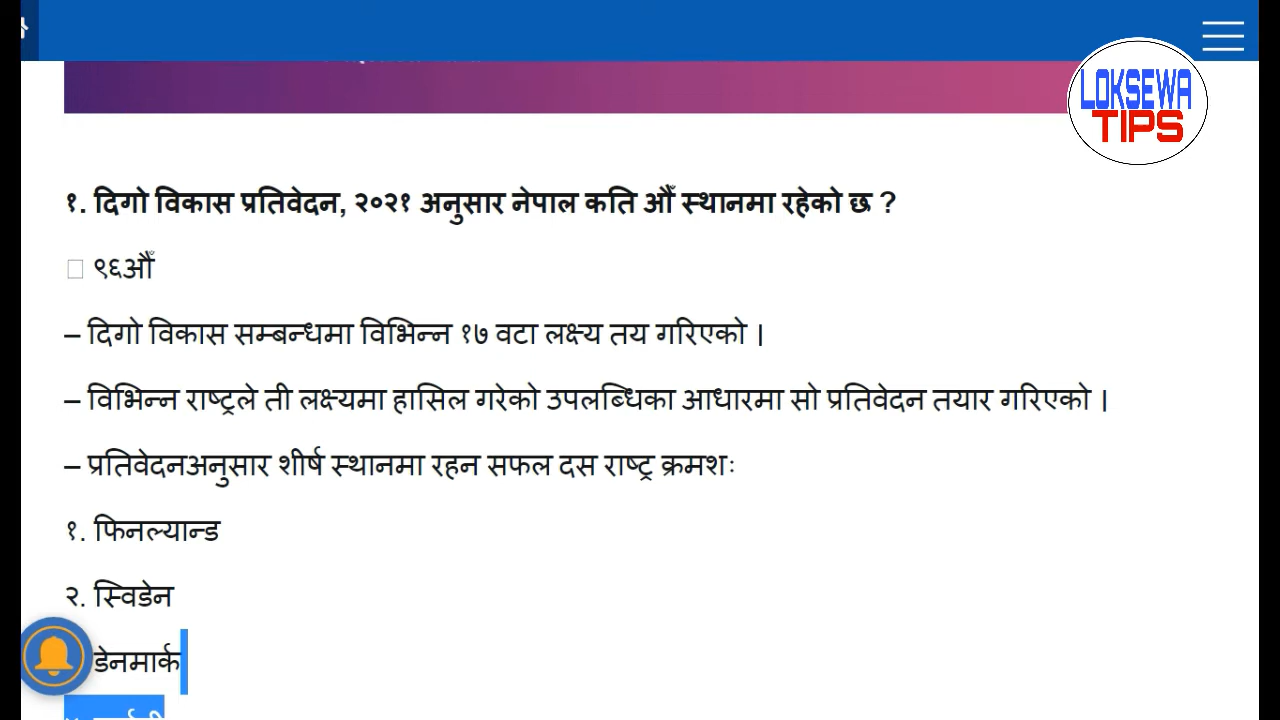 LOKSEWA
TIPS
१. दिगो विकास प्रतिवेदन, २०२१ अनुसार नेपाल कति औँ स्थानमा रहेको छ ?
९६औँ
– दिगो विकास सम्बन्धमा विभिन्न १७ वटा लक्ष्य तय गरिएको ।
– विभिन्न राष्ट्रले ती लक्ष्यमा हासिल गरेको उपलब्धिका आधारमा सो प्रतिवेदन तयार गरिएको ।
– प्रतिवेदनअनुसार शीर्ष स्थानमा रहन सफल दस राष्ट्र क्रमशः
१. फिनल्यान्ड
२. स्विडेन
डेनमार्क